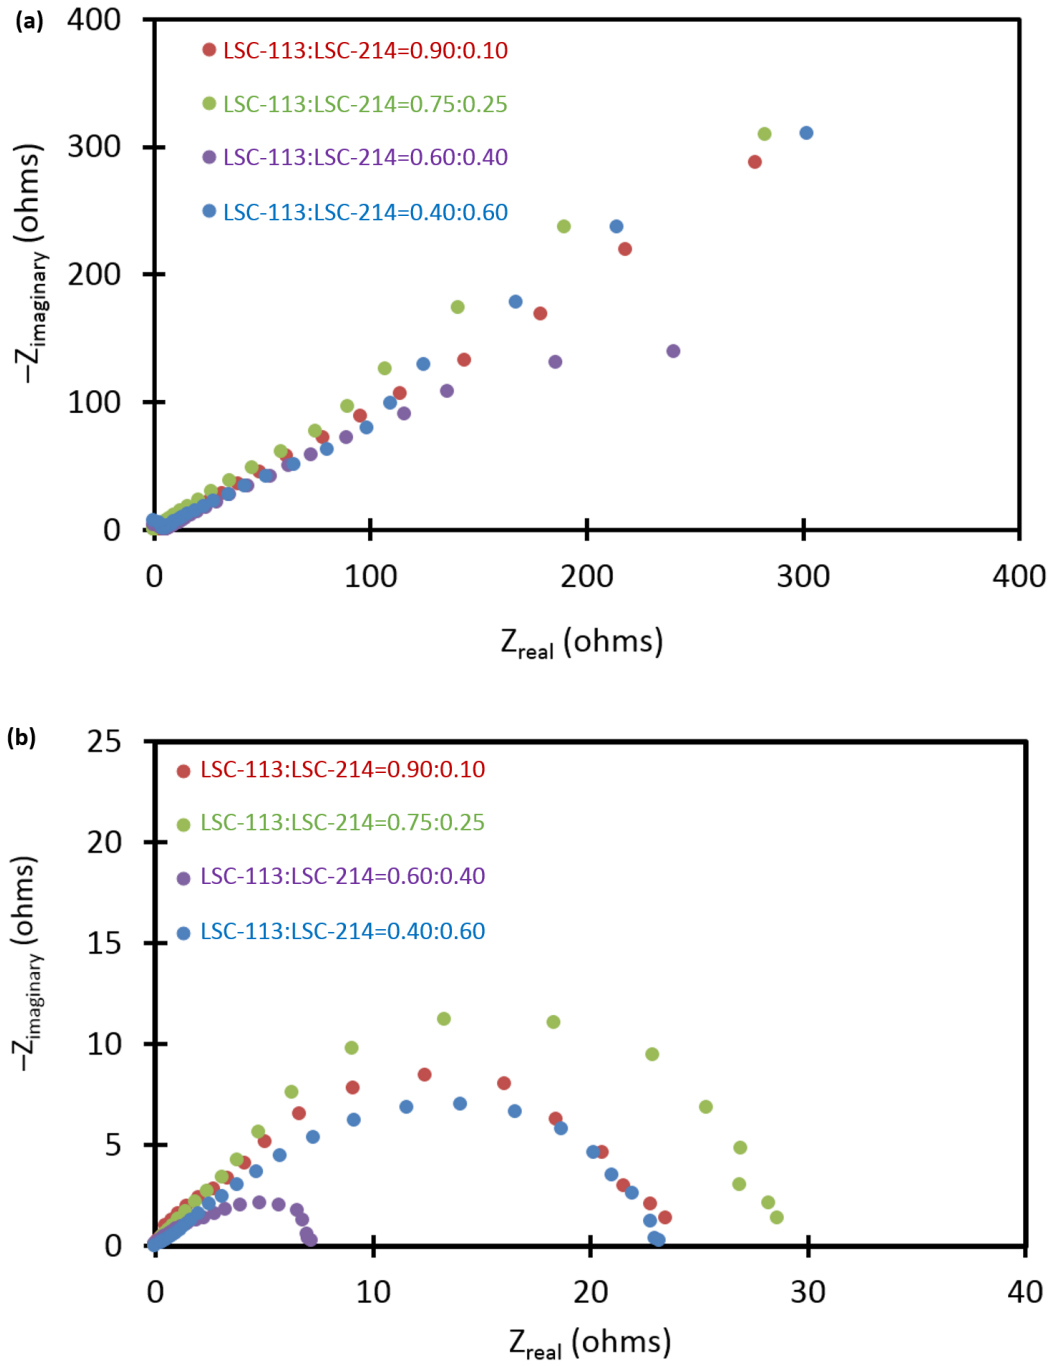 (a)
400
300
200
100
0
−Zimaginary (ohms)
LSC-113:LSC-214=0.90:0.10
LSC-113:LSC-214=0.75:0.25
LSC-113:LSC-214=0.60:0.40
LSC-113:LSC-214=0.40:0.60
0 100 200 300 400
Zreal (ohms)
(b)
25
20
15
10
5
0
−Zimaginary (ohms)
LSC-113:LSC-214=0.90:0.10
LSC-113:LSC-214=0.75:0.25
LSC-113:LSC-214=0.60:0.40
LSC-113:LSC-214=0.40:0.60
0 10 20 30 40
Zreal (ohms)